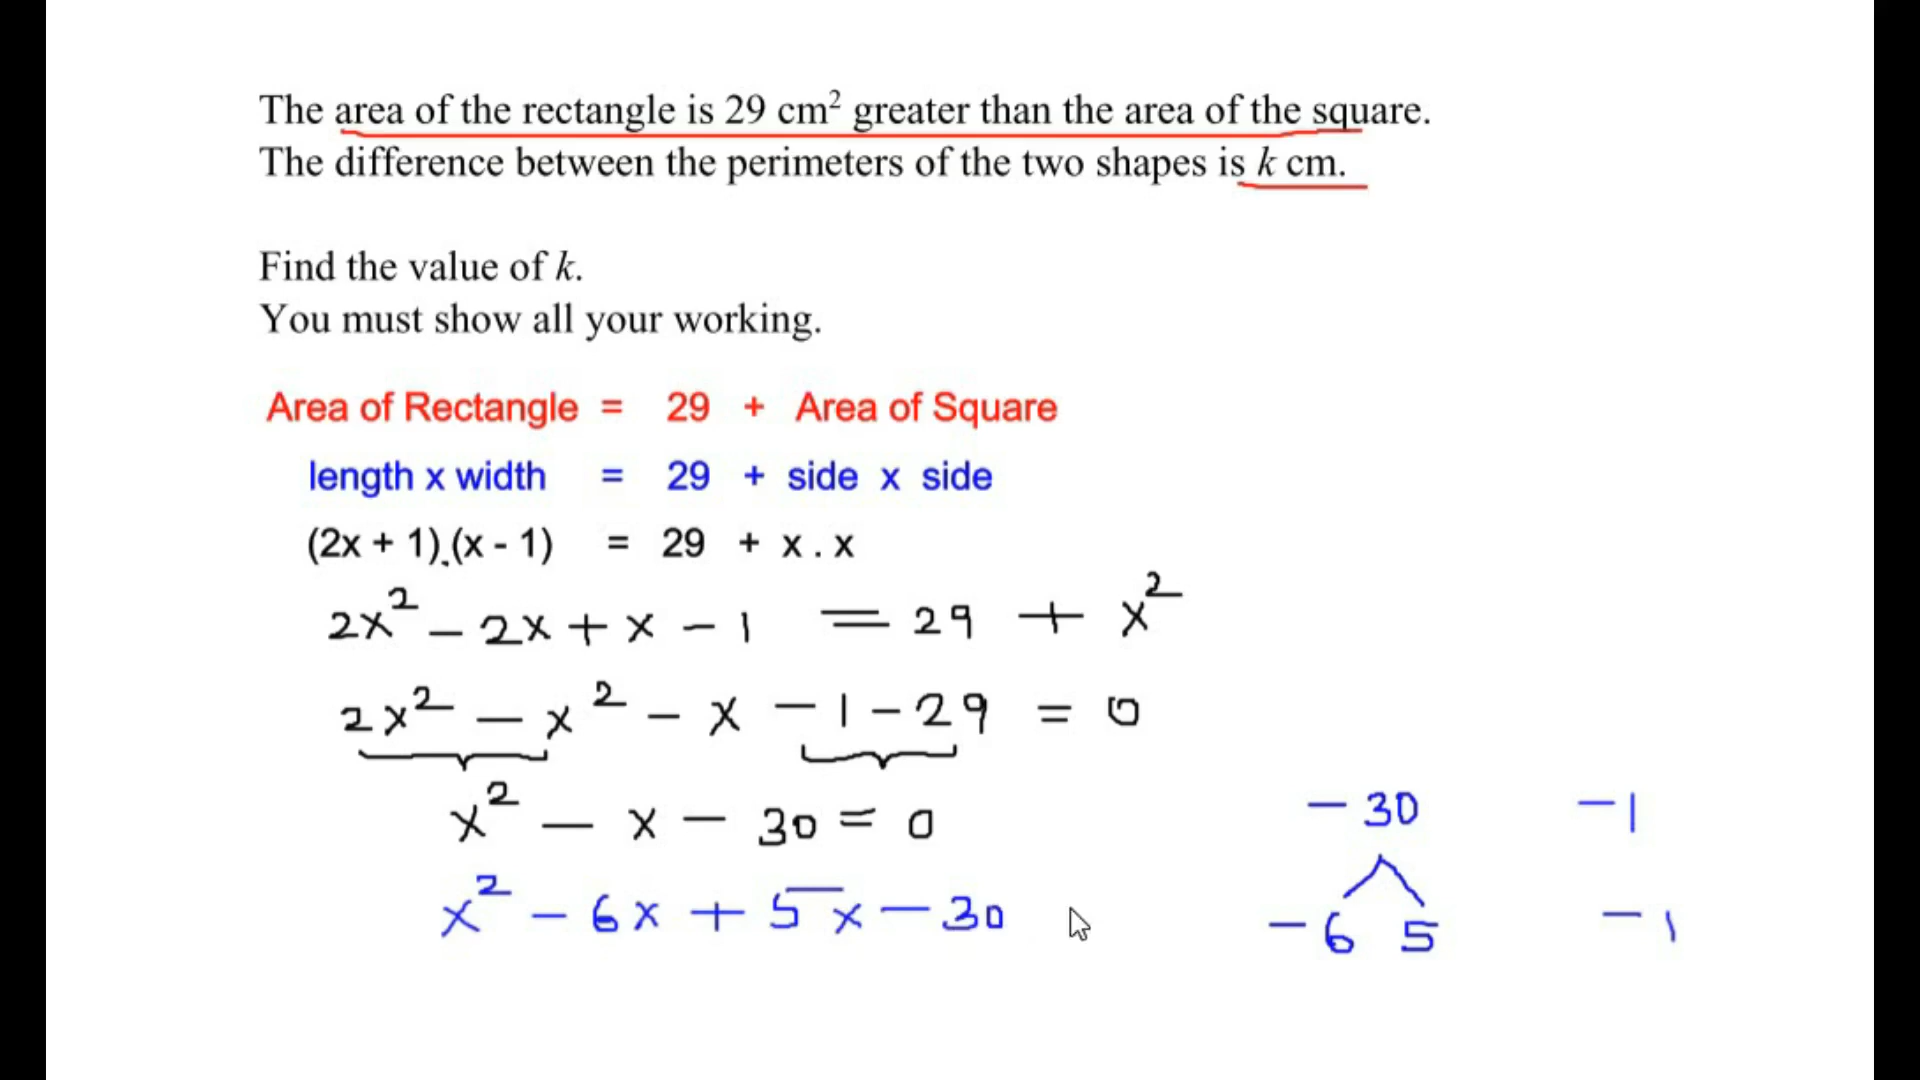 The area of the rectangle is 29 cm² greater than the area of the square.
The difference between the perimeters of the two shapes is k cm.
Find the value of k.
You must show all your working.
Area of Rectangle = 29 + Area of Square
length x width = 29 + side x side
(2x + 1).(x - 1) = 29 + x . x
2x² - 2x + x - 1 = 29 + x²
2x² - x² - x - 1 - 29 = 0
x² - x - 30 = 0
- 30 - 1
x² - 6x + 5x - 30
- 6 5 - 1